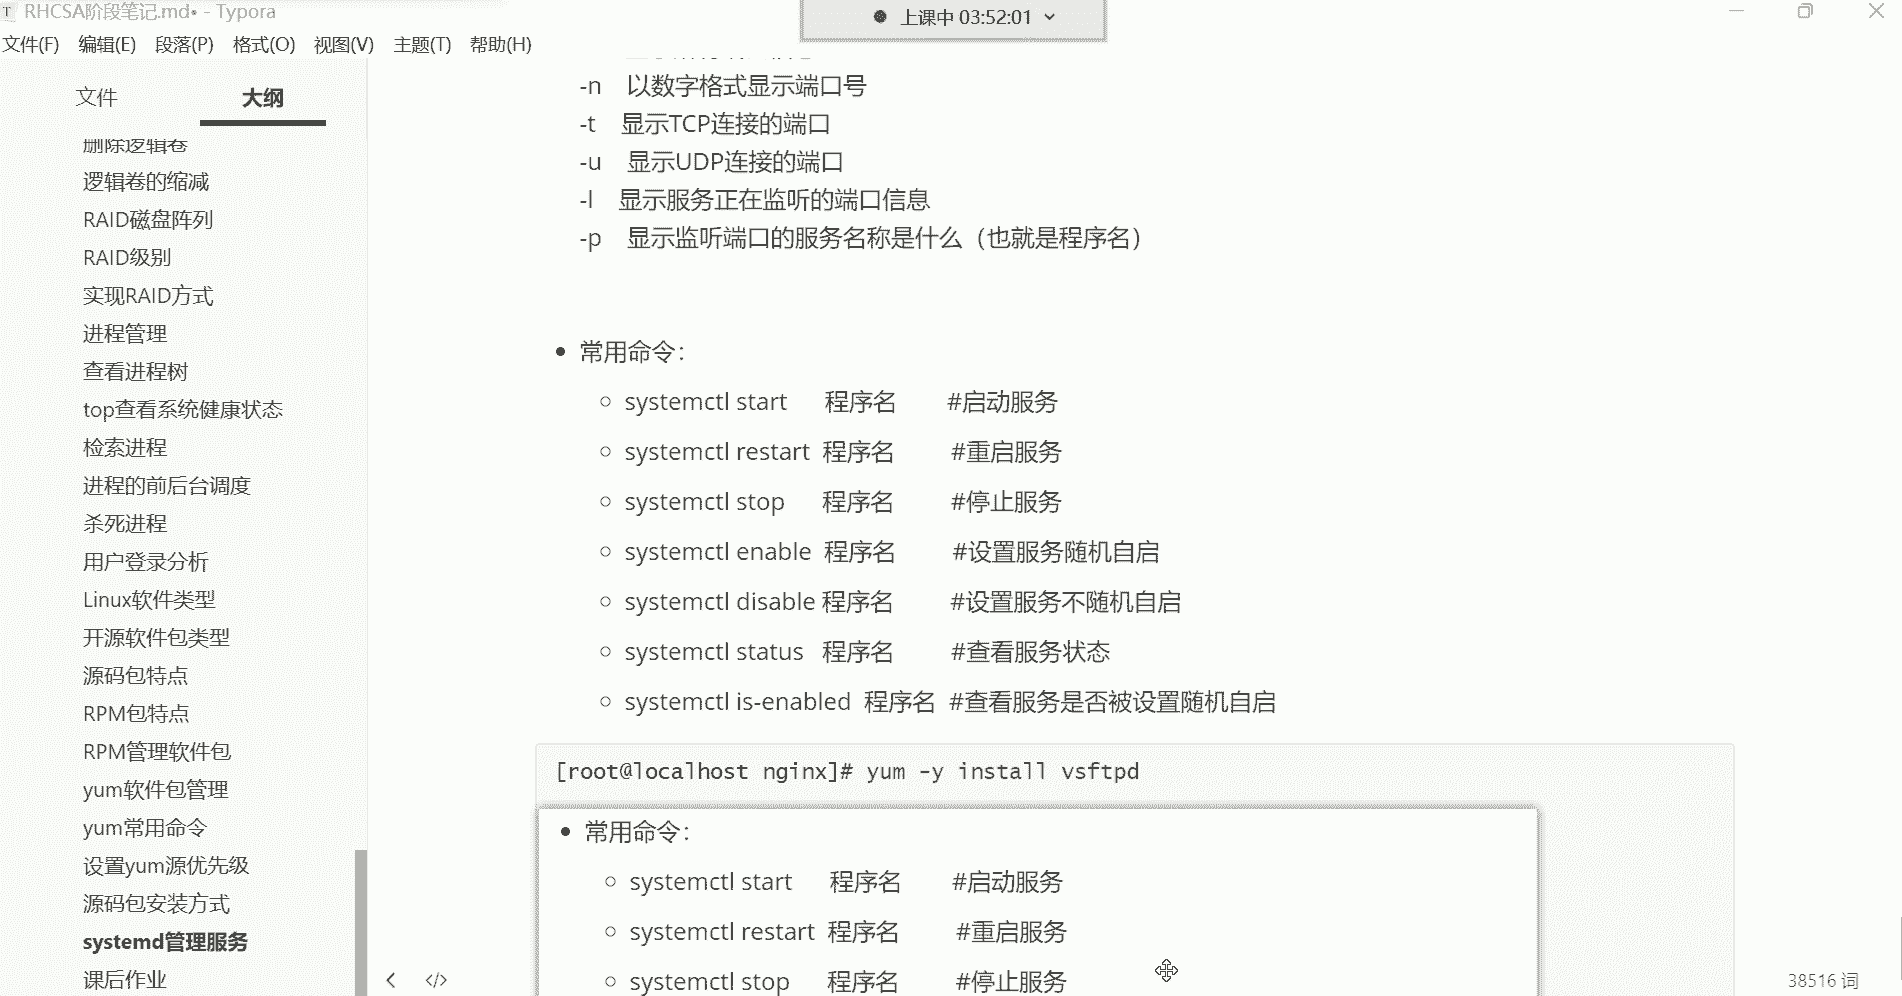 RHCSA阶段笔记.md• - Typora
上课中 03:52:01
文件(F) 编辑(E) 段落(P) 格式(O) 视图(V) 主题(T) 帮助(H)
文件 大纲
删除逻辑卷
逻辑卷的缩减
RAID磁盘阵列
RAID级别
实现RAID方式
进程管理
查看进程树
top查看系统健康状态
检索进程
进程的前后台调度
杀死进程
用户登录分析
Linux软件类型
开源软件包类型
源码包特点
RPM包特点
RPM管理软件包
yum软件包管理
yum常用命令
设置yum源优先级
源码包安装方式
systemd管理服务
课后作业
-n 以数字格式显示端口号
-t 显示TCP连接的端口
-u 显示UDP连接的端口
-l 显示服务正在监听的端口信息
-p 显示监听端口的服务名称是什么（也就是程序名）
• 常用命令：
systemctl start 程序名 #启动服务
systemctl restart 程序名 #重启服务
systemctl stop 程序名 #停止服务
systemctl enable 程序名 #设置服务随机自启
systemctl disable 程序名 #设置服务不随机自启
systemctl status 程序名 #查看服务状态
systemctl is-enabled 程序名 #查看服务是否被设置随机自启
[root@localhost nginx]# yum -y install vsftpd
• 常用命令：
systemctl start 程序名 #启动服务
systemctl restart 程序名 #重启服务
systemctl stop 程序名 #停止服务
38516 词